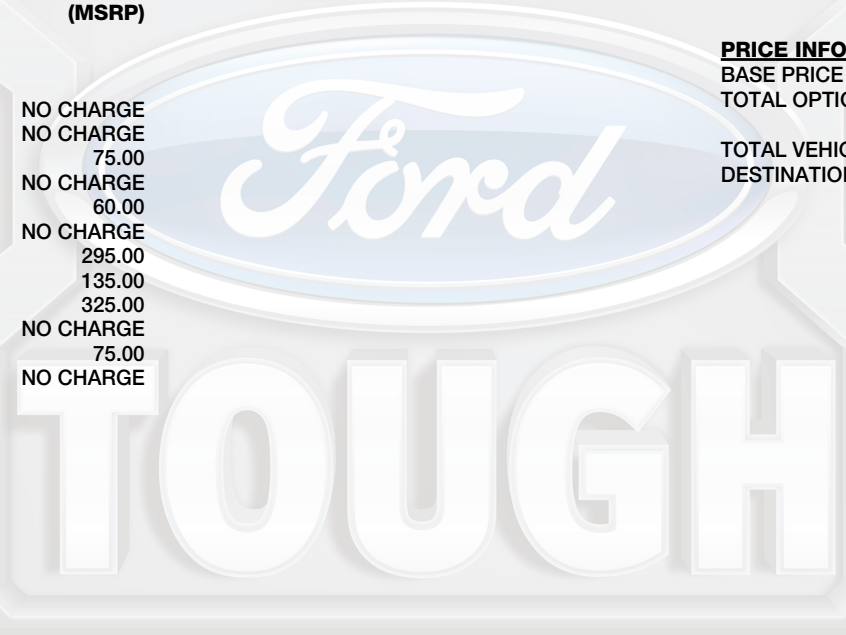 (MSRP)
NO CHARGE
NO CHARGE
75.00
NO CHARGE
60.00
NO CHARGE
295.00
135.00
325.00
NO CHARGE
75.00
NO CHARGE
PRICE INFO
BASE PRICE
TOTAL OPTIO
TOTAL VEHIC
DESTINATION
Ford
TOUGH